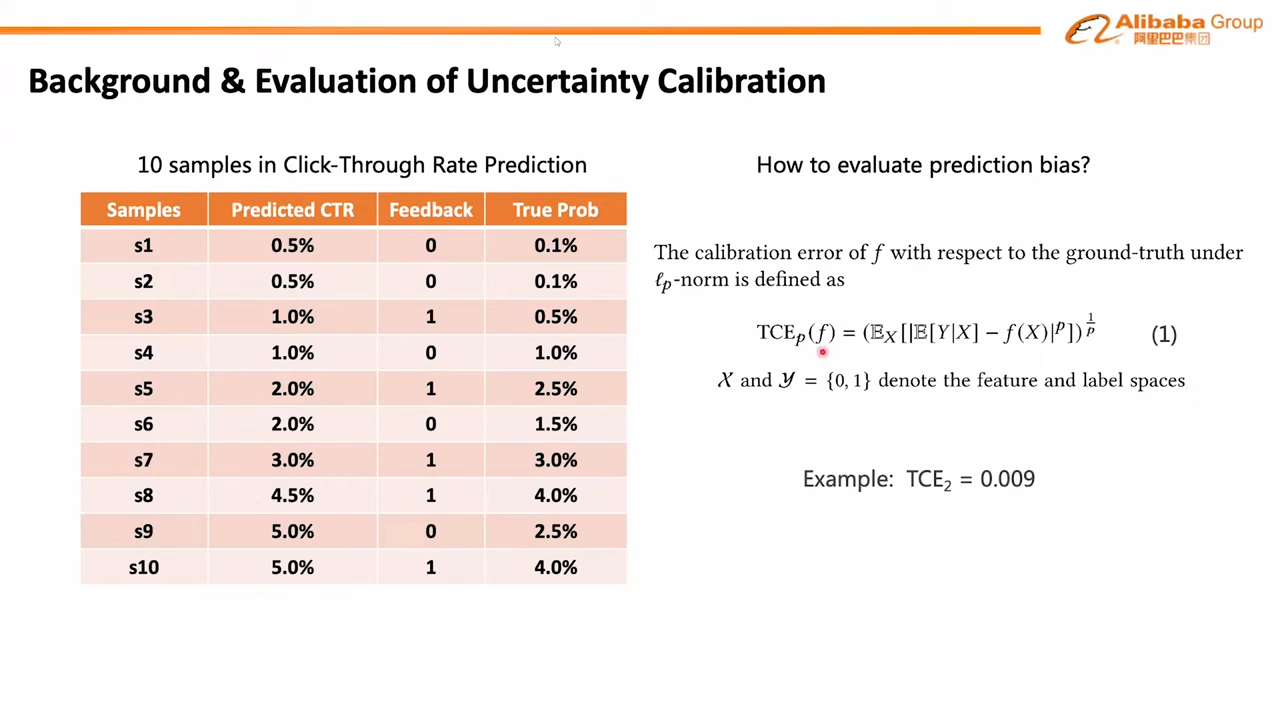 Alibaba Group
阿里巴巴集团
Background & Evaluation of Uncertainty Calibration
10 samples in Click-Through Rate Prediction
Samples Predicted CTR Feedback True Prob
s1 0.5% 0 0.1%
s2 0.5% 0 0.1%
s3 1.0% 1 0.5%
s4 1.0% 0 1.0%
s5 2.0% 1 2.5%
s6 2.0% 0 1.5%
s7 3.0% 1 3.0%
s8 4.5% 1 4.0%
s9 5.0% 0 2.5%
s10 5.0% 1 4.0%
How to evaluate prediction bias?
The calibration error of f with respect to the ground-truth under
ℓₚ-norm is defined as
TCEₚ(f) = (𝔼_X[|𝔼[Y|X] − f(X)|ᵖ])^{1/p} (1)
𝒳 and 𝒴 = {0, 1} denote the feature and label spaces
Example: TCE₂ = 0.009